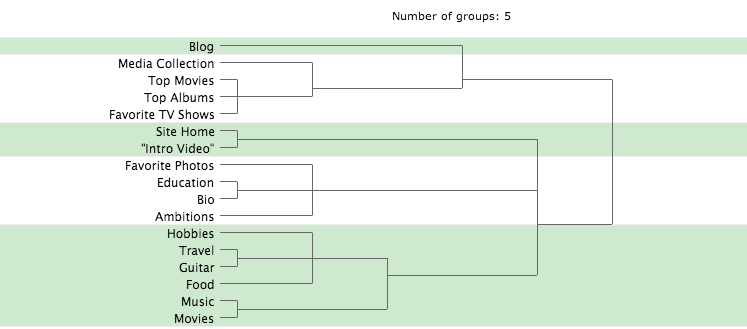 Number of groups: 5
Blog
Media Collection
Top Movies
Top Albums
Favorite TV Shows
Site Home
"Intro Video"
Favorite Photos
Education
Bio
Ambitions
Hobbies
Travel
Guitar
Food
Music
Movies